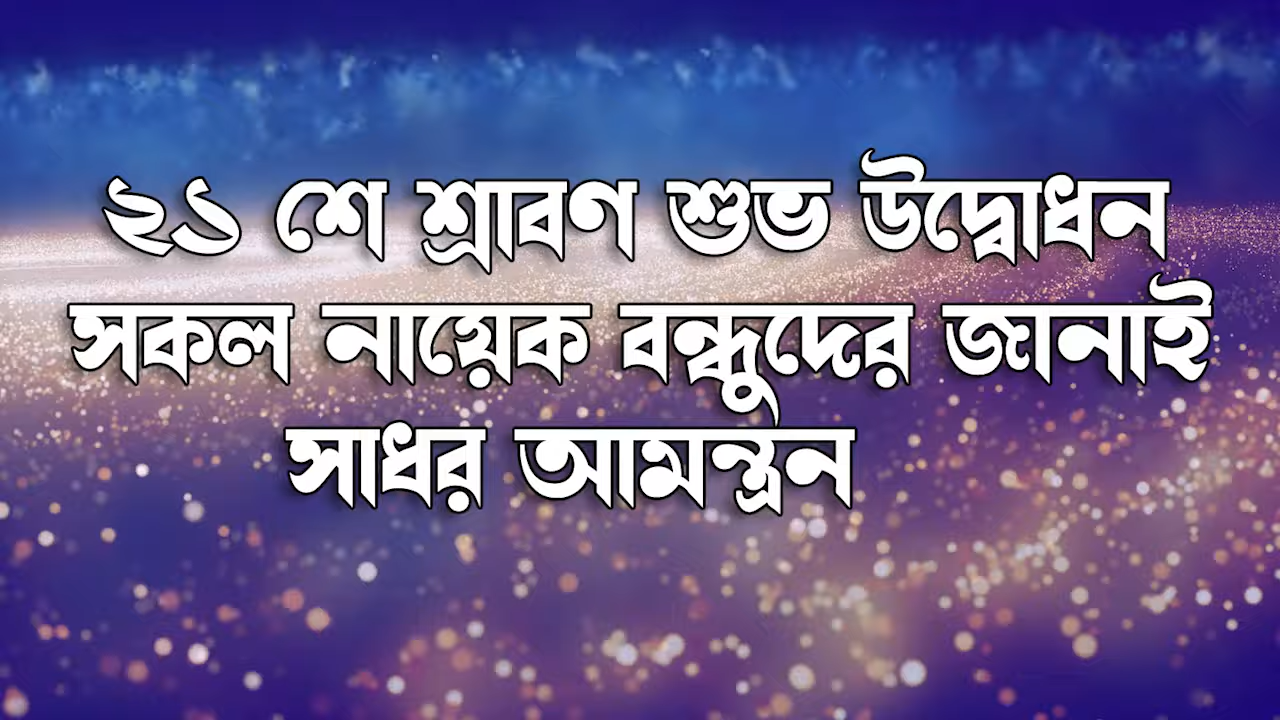 ২১ শে শ্রাবণ শুভ উদ্বোধন
সকল নায়েক বন্ধুদের জানাই
সাধর আমন্ত্রন